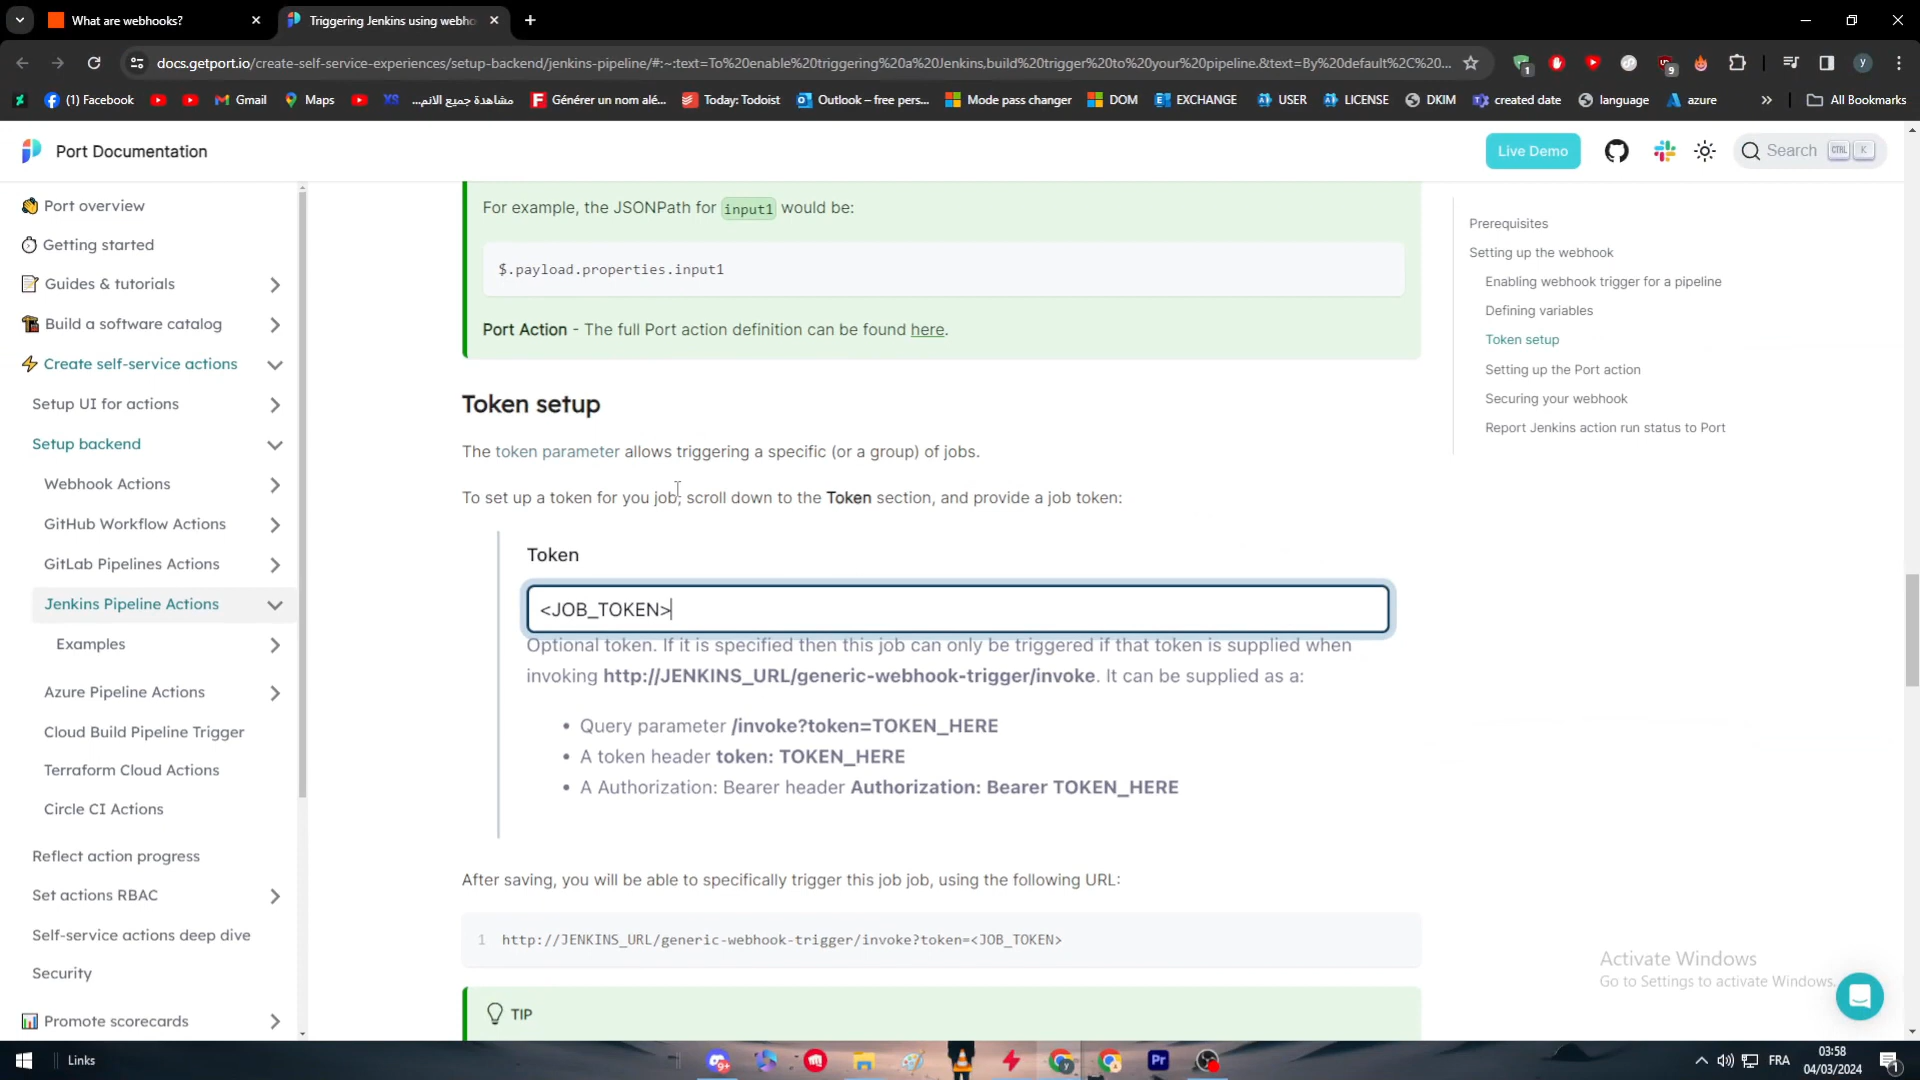 What are webhooks?
Triggering Jenkins using webho
docs.getport.io/create-self-service-experiences/setup-backend/jenkins-pipeline/#:~:text=To%20enable%20triggering%20a%20Jenkins,build%20trigger%20to%20your%20pipeline.&text=By%20default%2C%20...
(1) Facebook
Gmail
Maps
YS
مشاهدة جميع الانم...
Générer un nom alé...
Today: Todoist
Outlook – free pers...
Mode pass changer
DOM
EXCHANGE
USER
LICENSE
DKIM
created date
language
azure
All Bookmarks
Port Documentation
Live Demo
Search CTRL K
Port overview
Getting started
Guides & tutorials
Build a software catalog
Create self-service actions
Setup UI for actions
Setup backend
Webhook Actions
GitHub Workflow Actions
GitLab Pipelines Actions
Jenkins Pipeline Actions
Examples
Azure Pipeline Actions
Cloud Build Pipeline Trigger
Terraform Cloud Actions
Circle CI Actions
Reflect action progress
Set actions RBAC
Self-service actions deep dive
Security
Promote scorecards
For example, the JSONPath for input1 would be:
$.payload.properties.input1
Port Action - The full Port action definition can be found here.
Token setup
The token parameter allows triggering a specific (or a group) of jobs.
To set up a token for you job, scroll down to the Token section, and provide a job token:
Token
<JOB_TOKEN>
Optional token. If it is specified then this job can only be triggered if that token is supplied when
invoking http://JENKINS_URL/generic-webhook-trigger/invoke. It can be supplied as a:
• Query parameter /invoke?token=TOKEN_HERE
• A token header token: TOKEN_HERE
• A Authorization: Bearer header Authorization: Bearer TOKEN_HERE
After saving, you will be able to specifically trigger this job job, using the following URL:
1 http://JENKINS_URL/generic-webhook-trigger/invoke?token=<JOB_TOKEN>
TIP
Prerequisites
Setting up the webhook
Enabling webhook trigger for a pipeline
Defining variables
Token setup
Setting up the Port action
Securing your webhook
Report Jenkins action run status to Port
Activate Windows
Go to Settings to activate Windows.
Links
Pr
FRA
03:58
04/03/2024